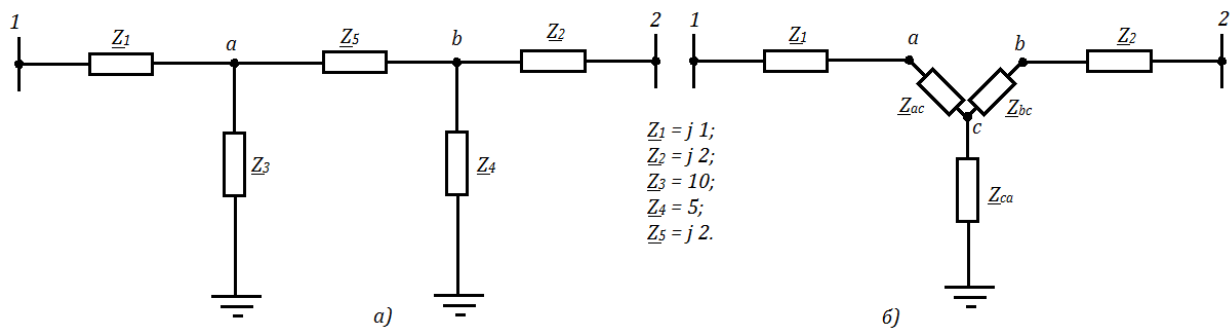 1
Z1
a
Z5
b
Z2
2
Z3
Z4
Z1 = j 1;
Z2 = j 2;
Z3 = 10;
Z4 = 5;
Z5 = j 2.
а)
1
Z1
a
b
Z2
2
Zac
Zbc
c
Zca
б)